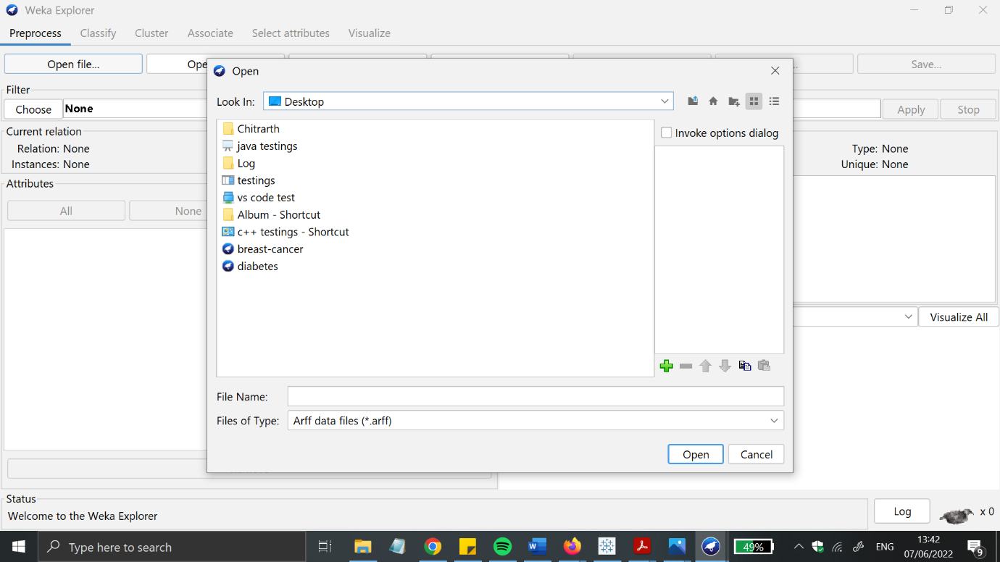 Weka Explorer
Preprocess Classify Cluster Associate Select attributes Visualize
Open file... Ope .. Save...
Open
Filter
Look In: Desktop
Choose None Apply Stop
Chitrarth
Invoke options dialog
Current relation
java testings
Relation: None Type: None
Log
Instances: None Unique: None
testings
Attributes
vs code test
All None
Album - Shortcut
c++ testings - Shortcut
breast-cancer
diabetes
Visualize All
File Name:
Files of Type: Arff data files (*.arff)
Open Cancel
Status
Welcome to the Weka Explorer
Log x 0
Type here to search
49%
ENG
13:42
07/06/2022
9